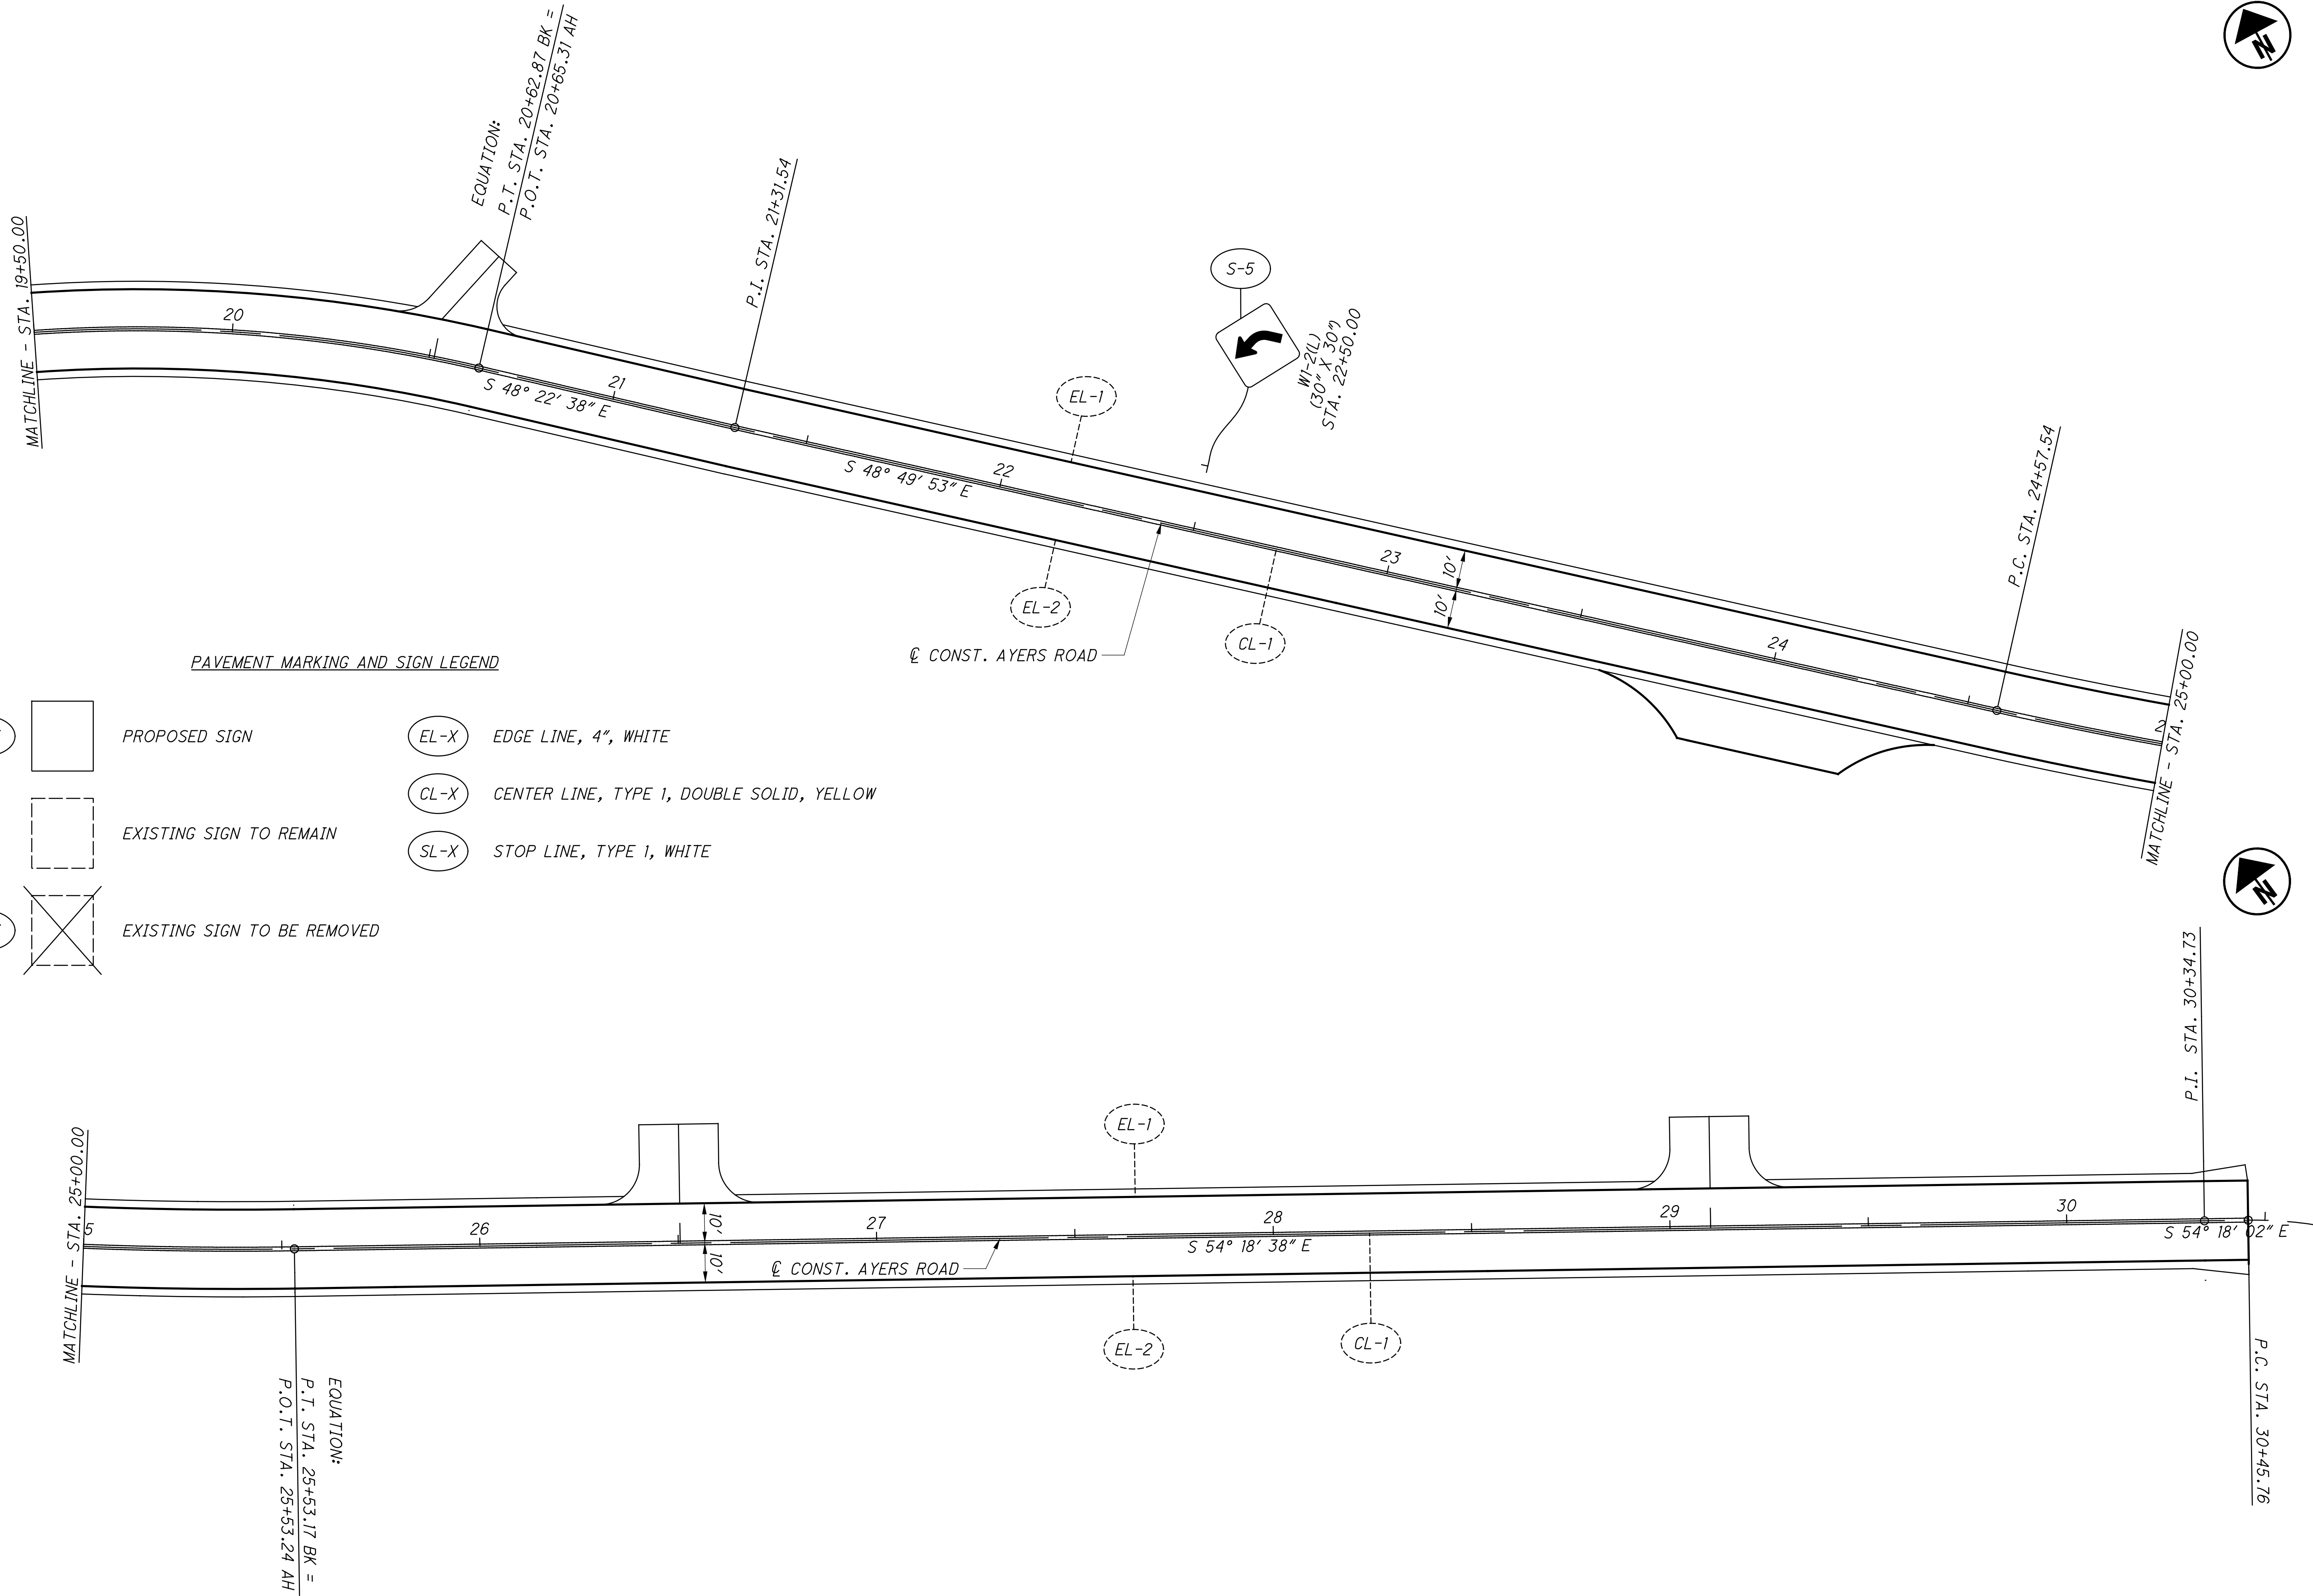 N
EQUATION:
P.T. STA. 20+62.87 BK =
P.O.T. STA. 20+65.31 AH
P.I. STA. 21+31.54
MATCHLINE - STA. 19+50.00
20
S-5
W1-2(L)
(30" X 30")
STA. 22+50.00
S 48° 22' 38" E
21
EL-1
P.C. STA. 24+57.54
S 48° 49' 53" E
22
23
10'
10'
EL-2
CL-1
℄ CONST. AYERS ROAD
24
2
MATCHLINE - STA. 25+00.00
PAVEMENT MARKING AND SIGN LEGEND
PROPOSED SIGN
EXISTING SIGN TO REMAIN
EXISTING SIGN TO BE REMOVED
EL-X EDGE LINE, 4", WHITE
CL-X CENTER LINE, TYPE 1, DOUBLE SOLID, YELLOW
SL-X STOP LINE, TYPE 1, WHITE
N
P.I. STA. 30+34.73
MATCHLINE - STA. 25+00.00
5
26
10'
10'
27
EL-1
28
29
30
S 54° 18' 38" E
S 54° 18' 02" E
℄ CONST. AYERS ROAD
EL-2
CL-1
EQUATION:
P.T. STA. 25+53.17 BK =
P.O.T. STA. 25+53.24 AH
P.C. STA. 30+45.76